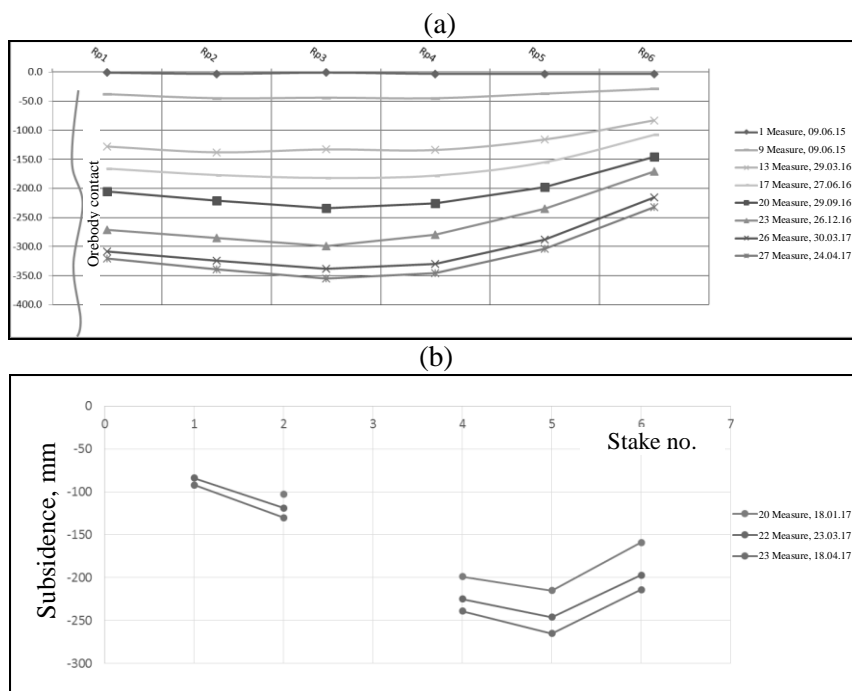 (a)
Rp1 Rp2 Rp3 Rp4 Rp5 Rp6
0.0
-50.0
-100.0
-150.0
-200.0
-250.0
-300.0
-350.0
-400.0
Orebody contact
1 Measure, 09.06.15
9 Measure, 09.06.15
13 Measure, 29.03.16
17 Measure, 27.06.16
20 Measure, 29.09.16
23 Measure, 26.12.16
26 Measure, 30.03.17
27 Measure, 24.04.17
(b)
0
0 1 2 3 4 5 6 7
-50
-100
-150
-200
-250
-300
Subsidence, mm
Stake no.
20 Measure, 18.01.17
22 Measure, 23.03.17
23 Measure, 18.04.17